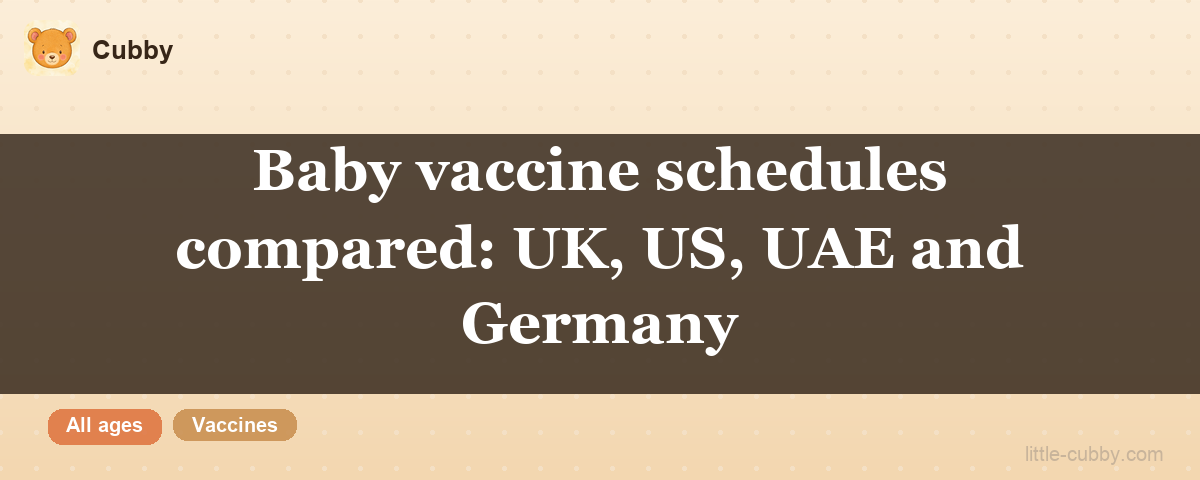 Cubby
Baby vaccine schedules
compared: UK, US, UAE and
Germany
All ages
Vaccines
little-cubby.com